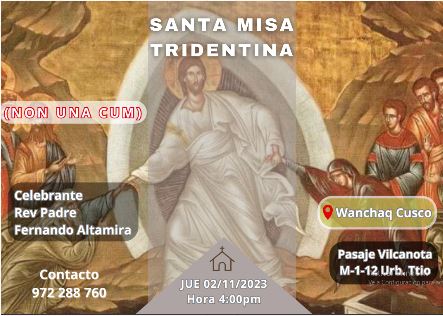 SANTA MISA
TRIDENTINA
(NON UNA CUM)
Celebrante
Rev Padre
Fernando Altamira
Wanchaq Cusco
Pasaje Vilcanota
M-1-12 Urb. Ttio
Contacto
972 288 760
JUE 02/11/2023
Hora 4:00pm